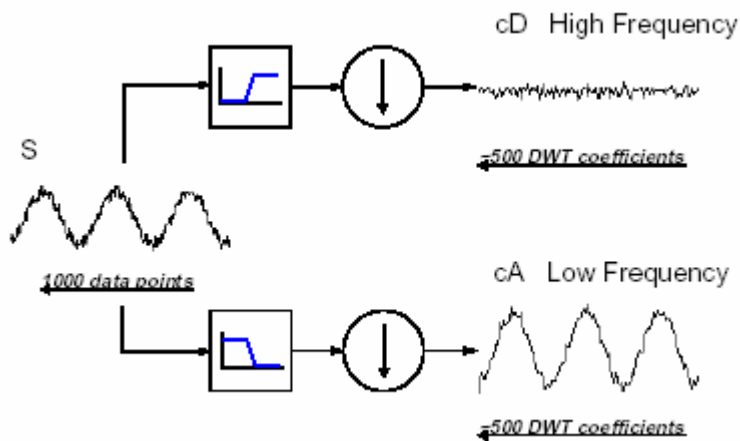 cD High Frequency
S
~500 DWT coefficients
1000 data points
cA Low Frequency
~500 DWT coefficients